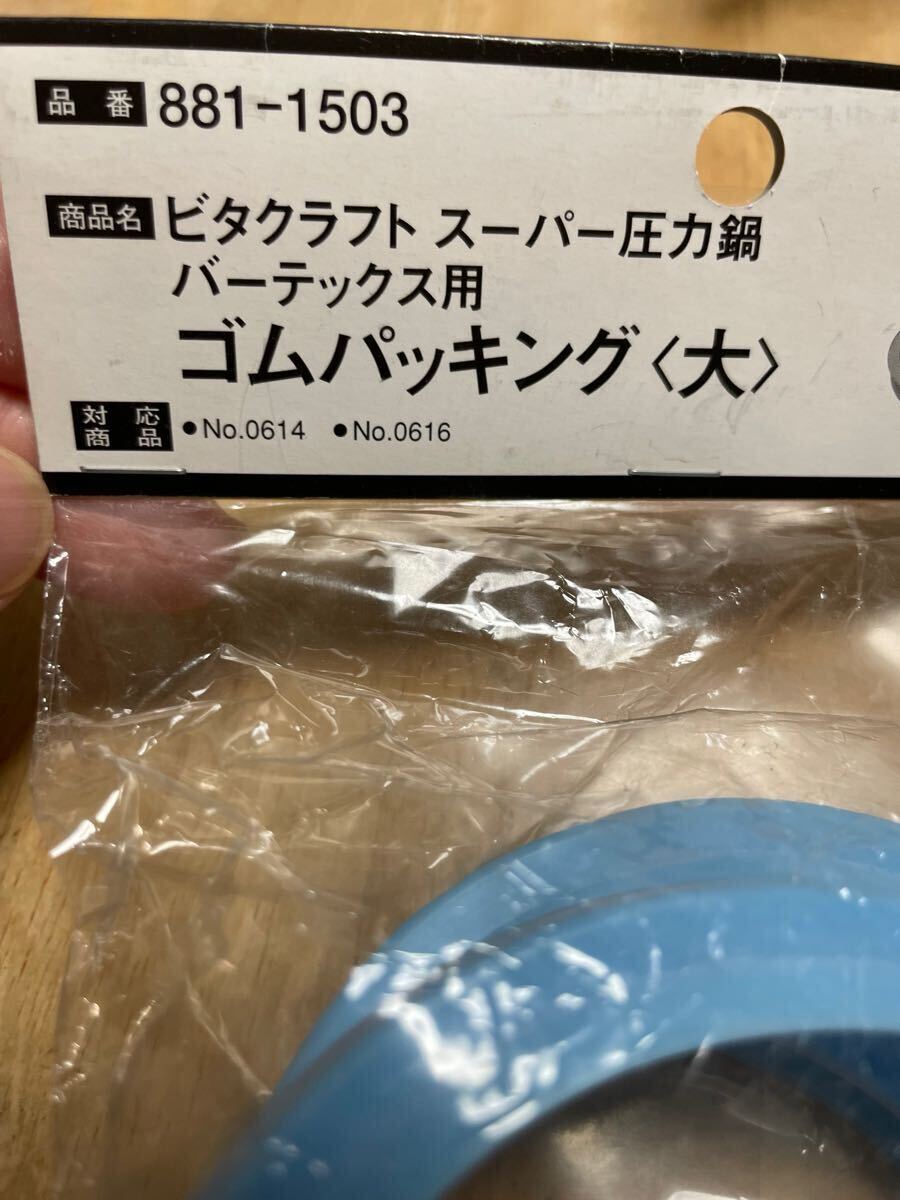 品番 881-1503
商品名 ビタクラフト スーパー圧力鍋
バーテックス用
ゴムパッキング〈大〉
対応商品 ●No.0614 ●No.0616